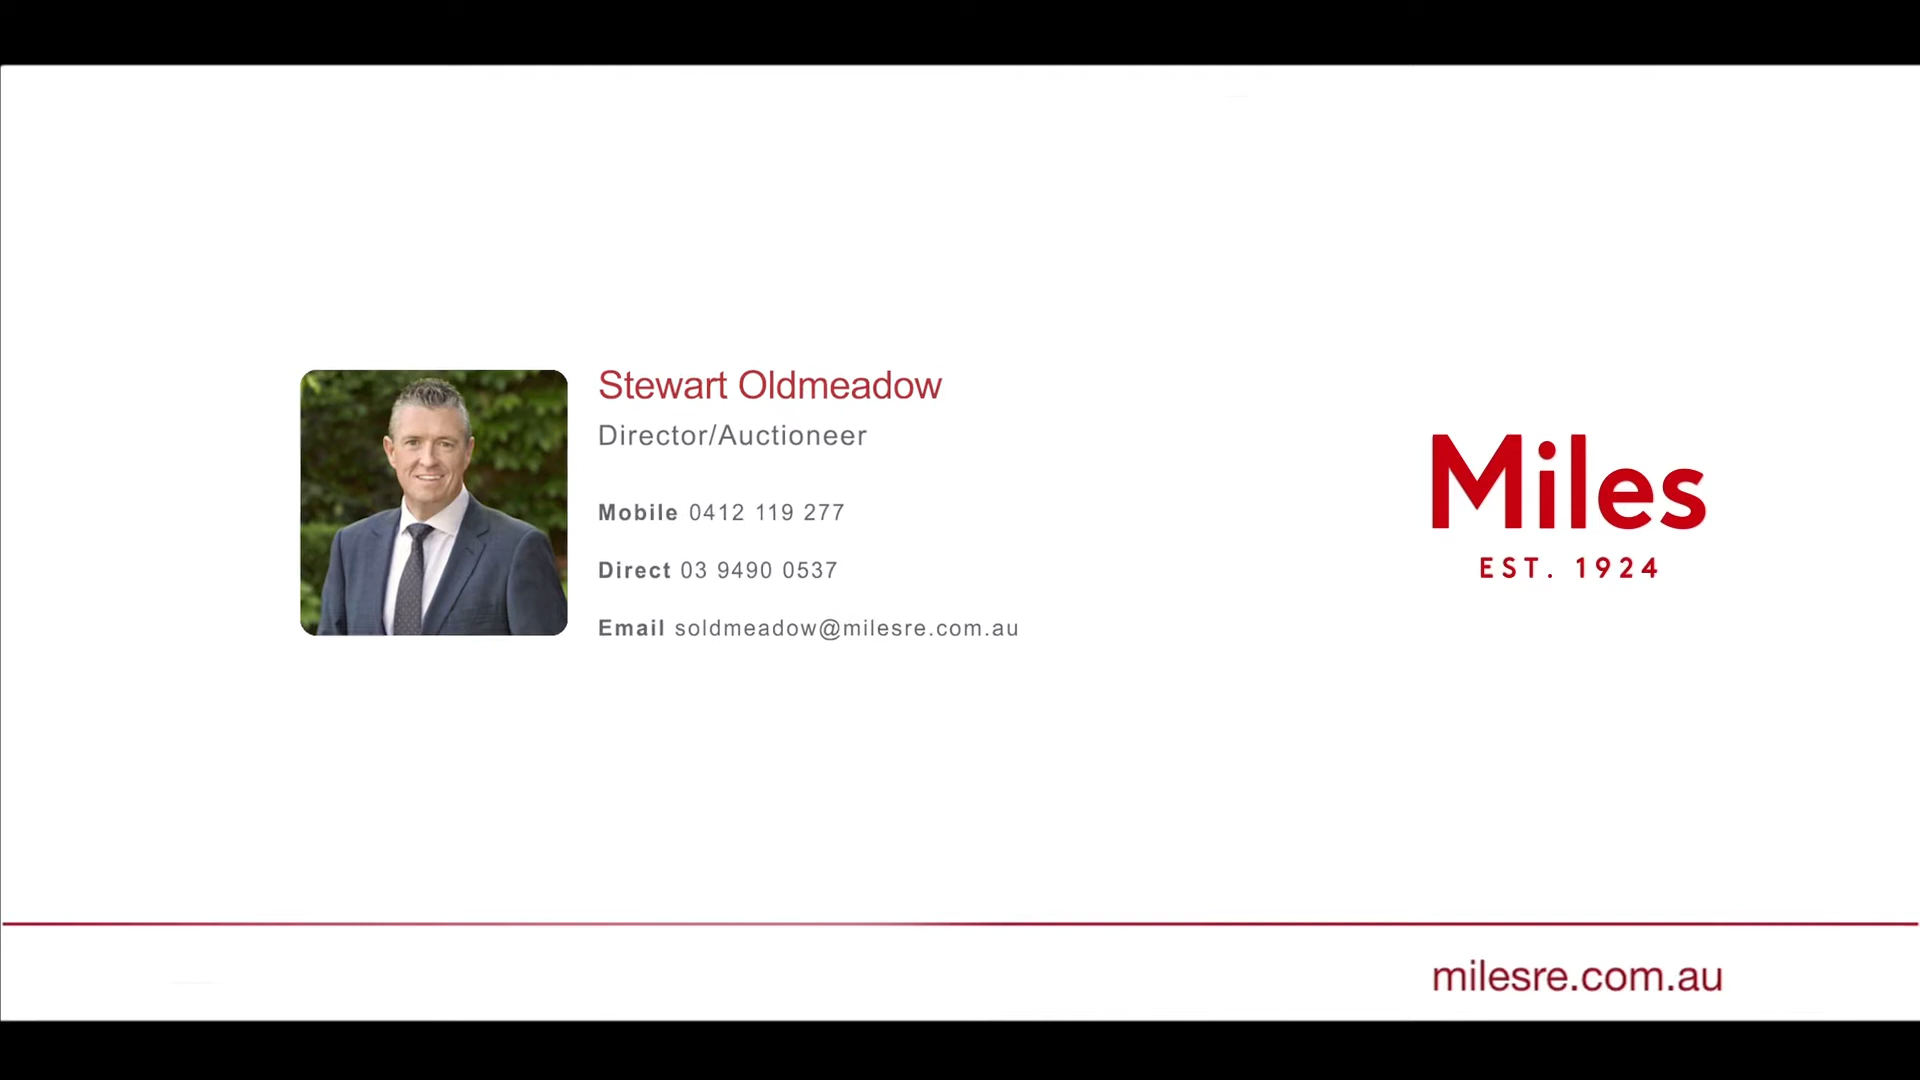 Stewart Oldmeadow
Director/Auctioneer
Mobile 0412 119 277
Direct 03 9490 0537
Email soldmeadow@milesre.com.au
Miles
EST. 1924
milesre.com.au